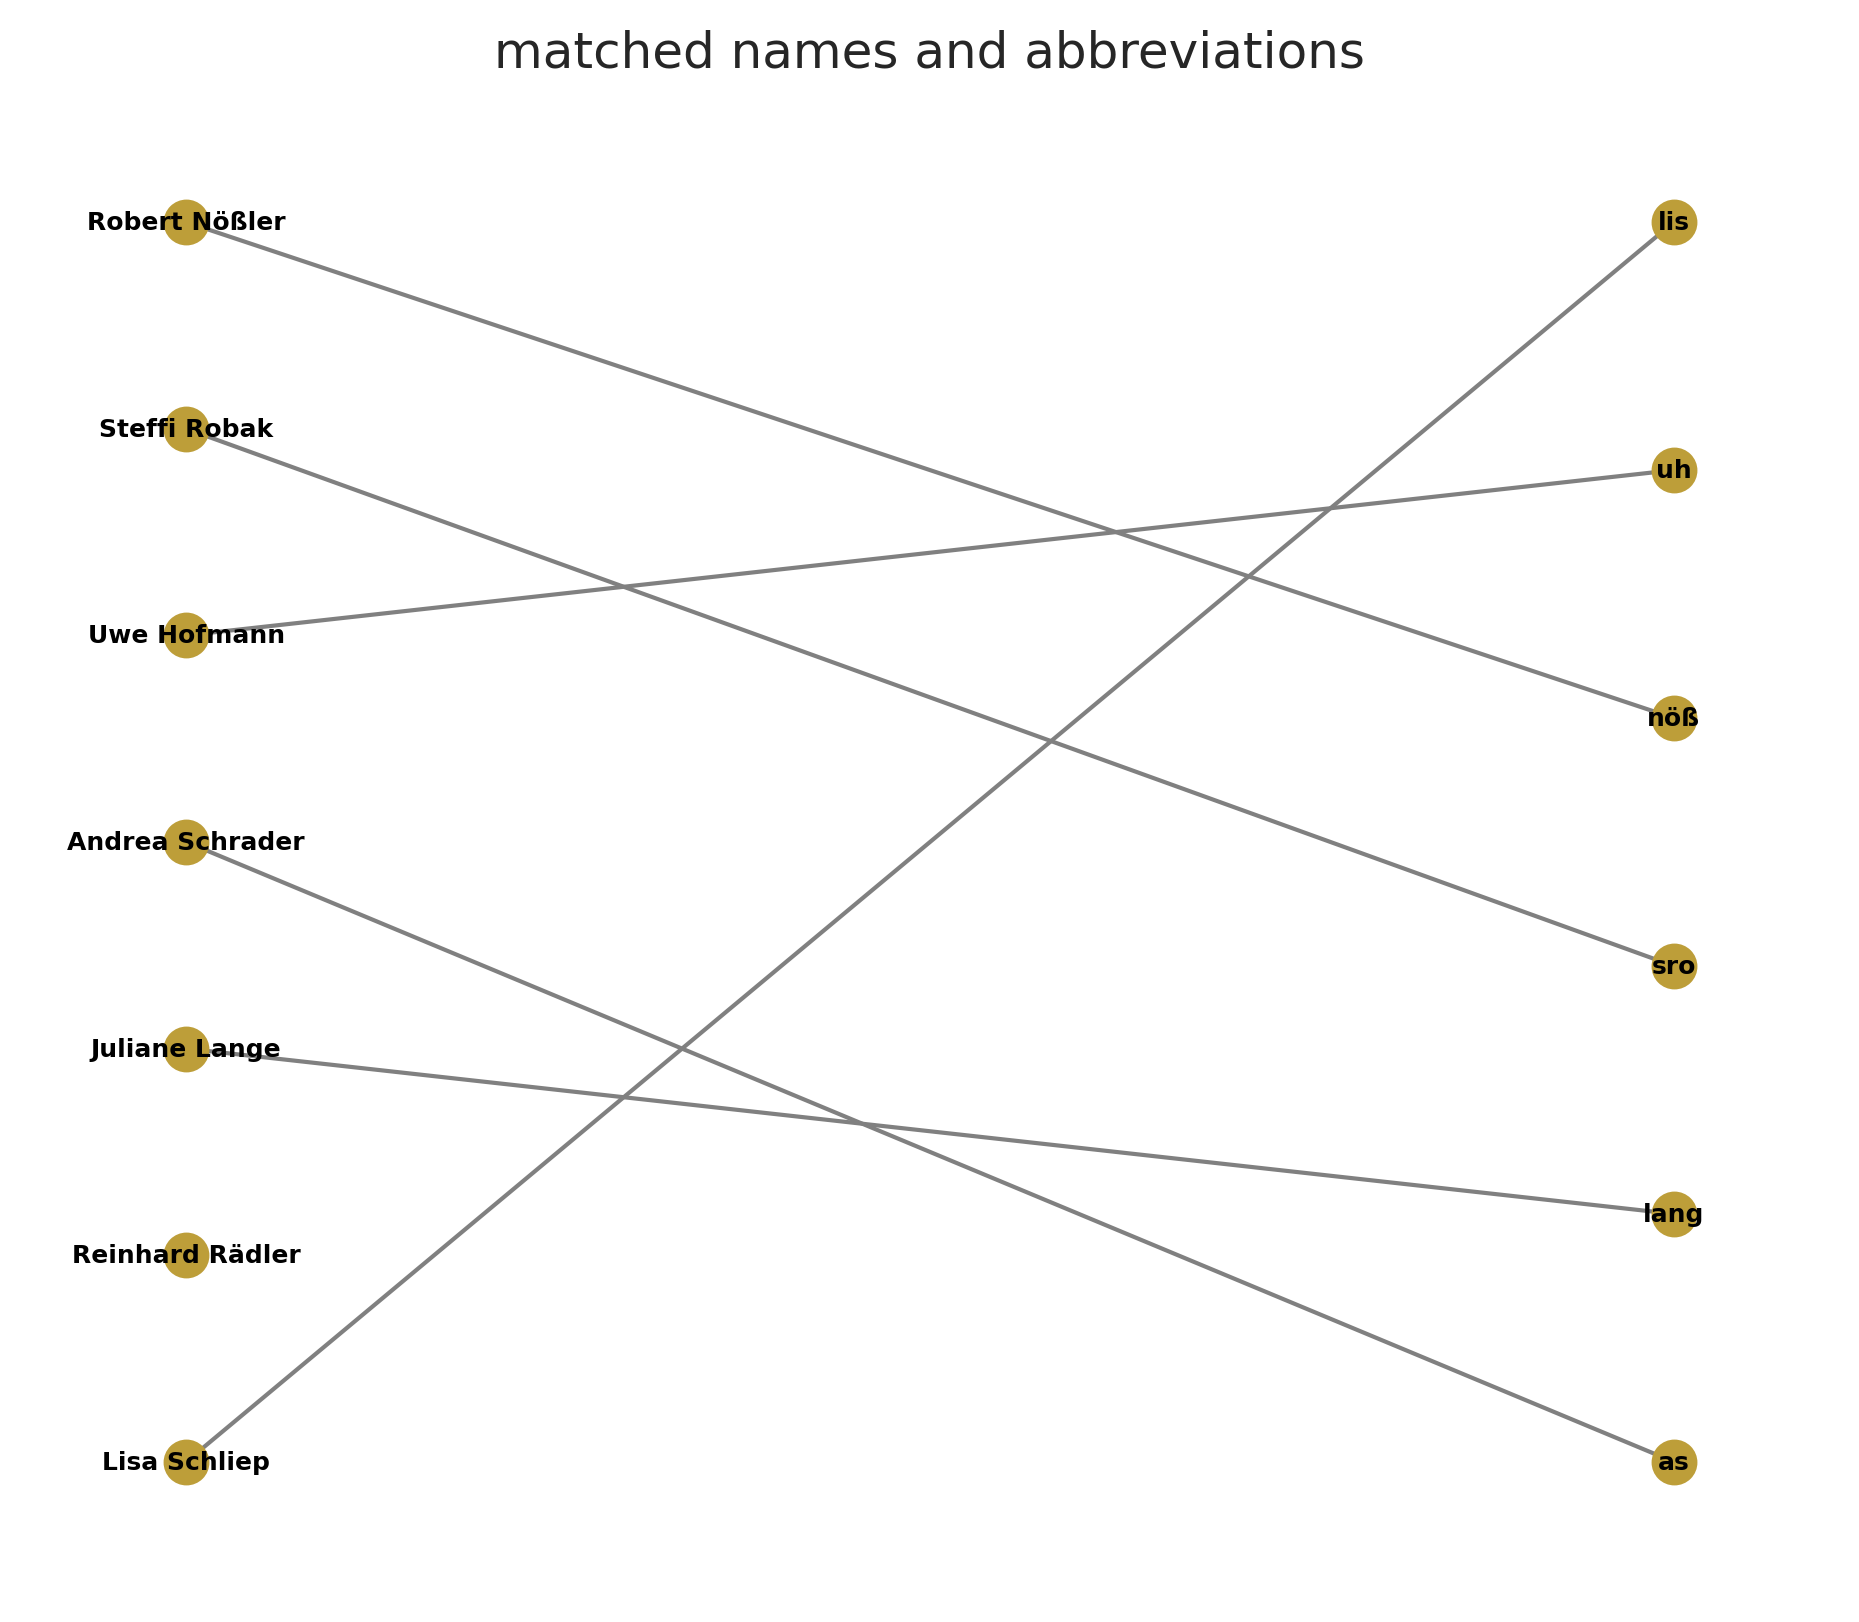 matched names and abbreviations
Robert Nößler
lis
Steffi Robak
uh
Uwe Hofmann
nöß
Andrea Schrader
sro
Juliane Lange
lang
Reinhard Rädler
Lisa Schliep
as